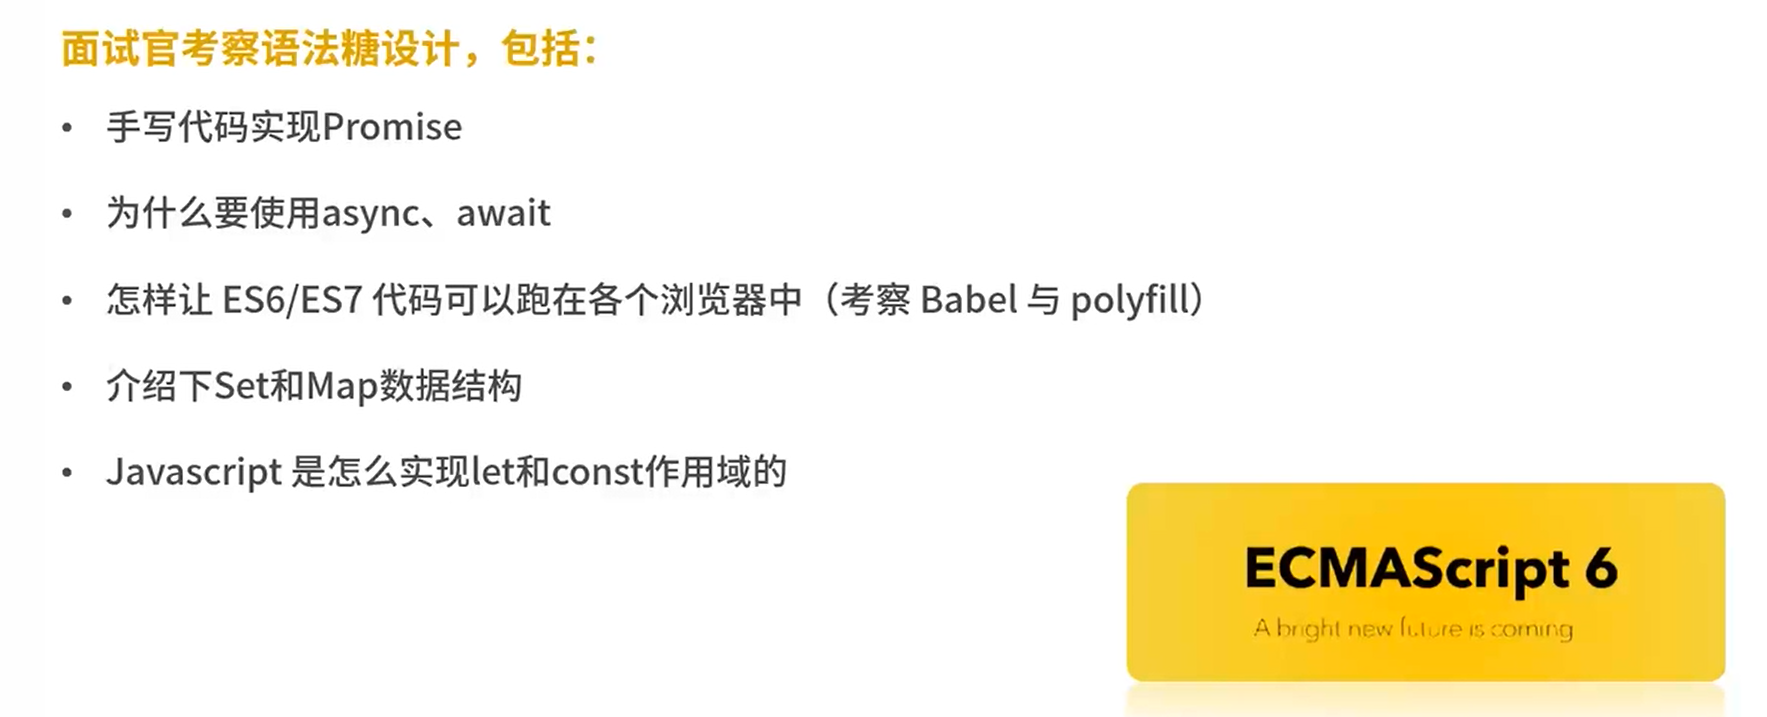 面试官考察语法糖设计，包括：
• 手写代码实现Promise
• 为什么要使用async、await
• 怎样让 ES6/ES7 代码可以跑在各个浏览器中（考察 Babel 与 polyfill）
• 介绍下Set和Map数据结构
• Javascript 是怎么实现let和const作用域的
ECMAScript 6
A bright new future is coming